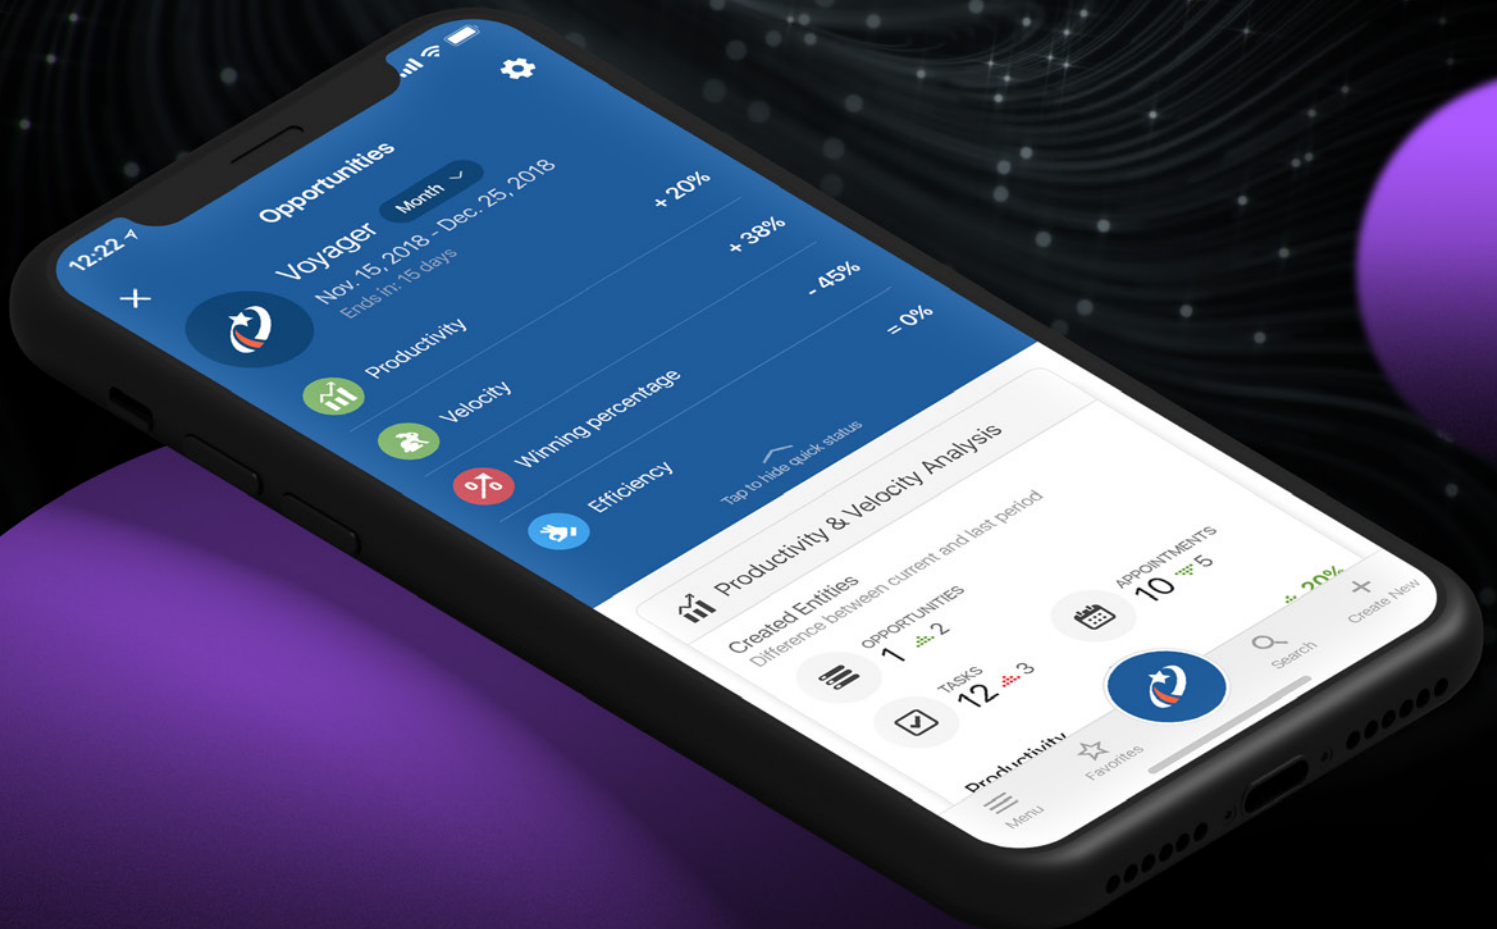 12:22
Opportunities
Voyager
Month
Nov. 15, 2018 - Dec. 25, 2018
Ends in: 15 days
Productivity + 20%
Velocity + 38%
Winning percentage - 45%
Efficiency = 0%
Tap to hide quick status
Productivity & Velocity Analysis
Created Entities
Difference between current and last period
OPPORTUNITIES
1 2
APPOINTMENTS
10 5
TASKS
12 3
20%
Productivity
Menu
Favorites
Search
Create New